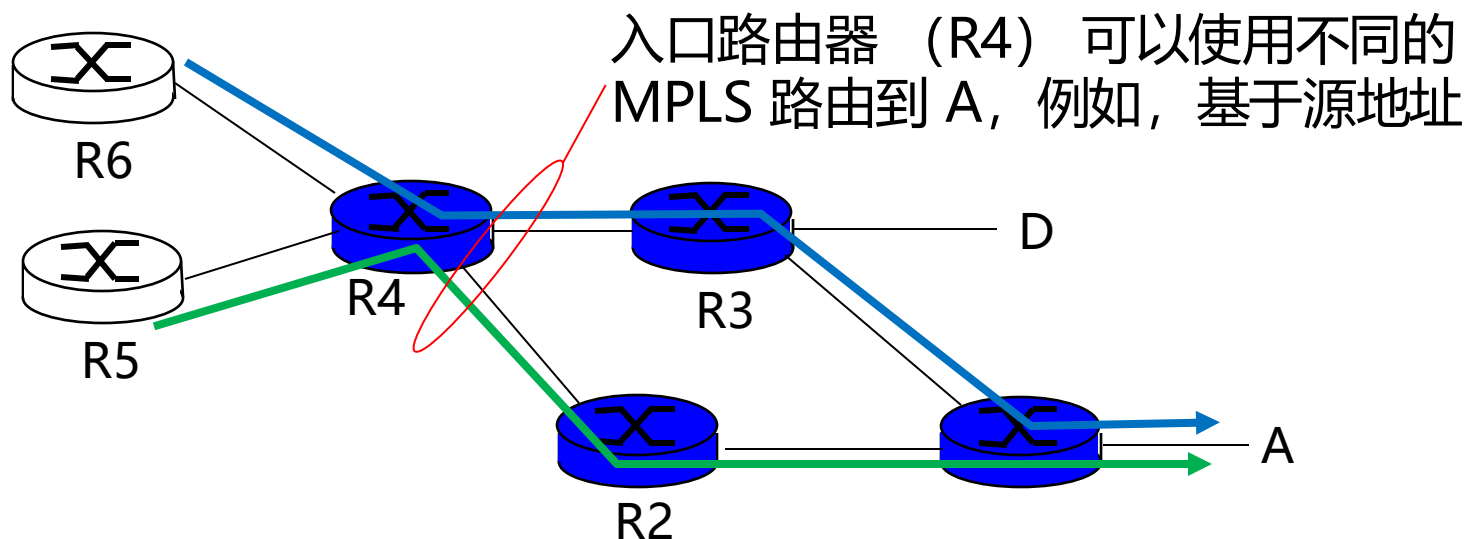 入口路由器 （R4） 可以使用不同的
MPLS 路由到 A，例如，基于源地址
R6
D
R4
R3
R5
A
R2